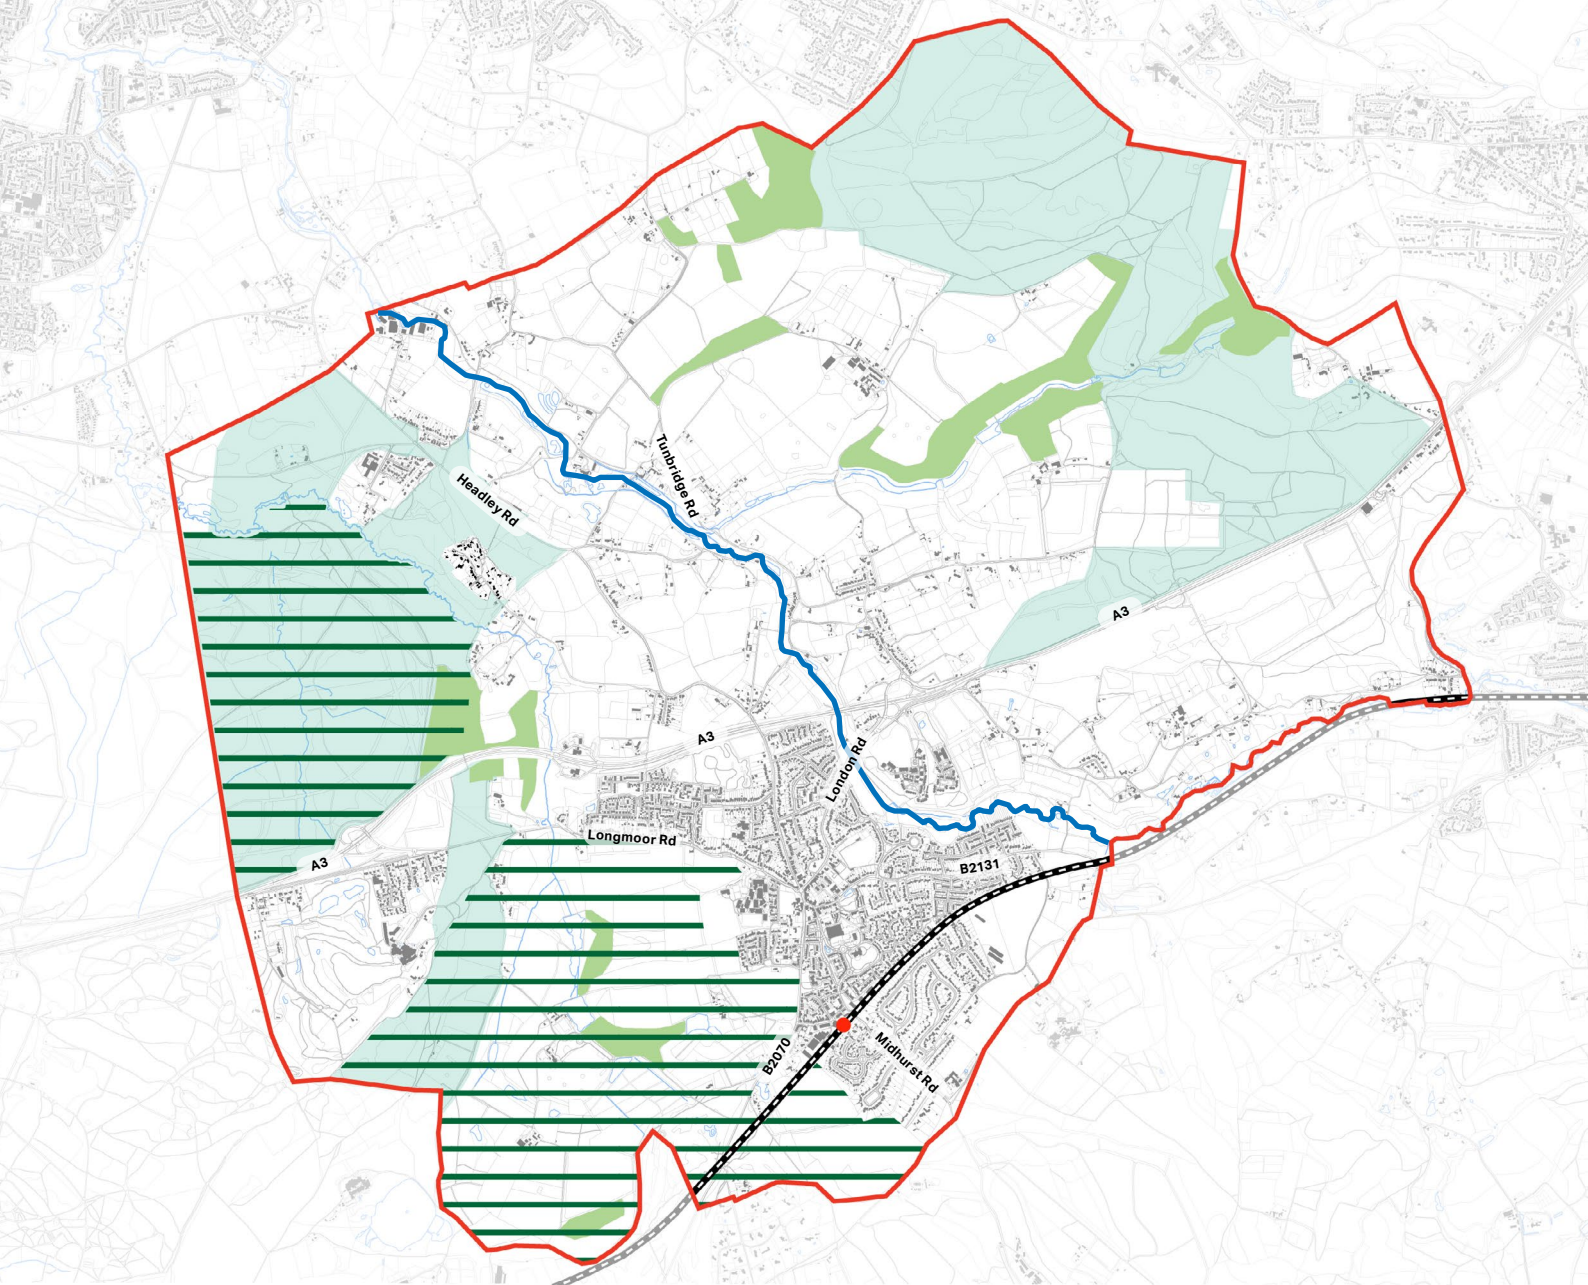 Tunbridge Rd
Headley Rd
A3
A3
London Rd
Longmoor Rd
A3
B2131
B2070
Midhurst Rd